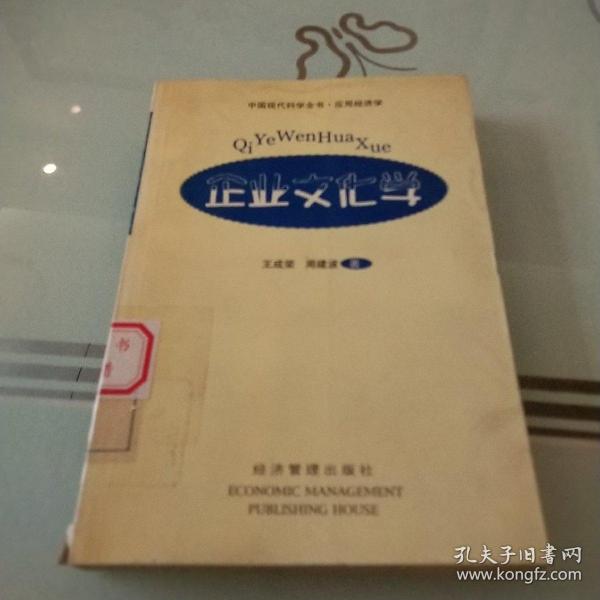 中国现代科学全书·应用经济学
QiYeWenHuaXue
企业文化学
王成荣 周建波 著
经济管理出版社
ECONOMIC MANAGEMENT
PUBLISHING HOUSE
书
孔夫子旧书网
www.kongfz.com